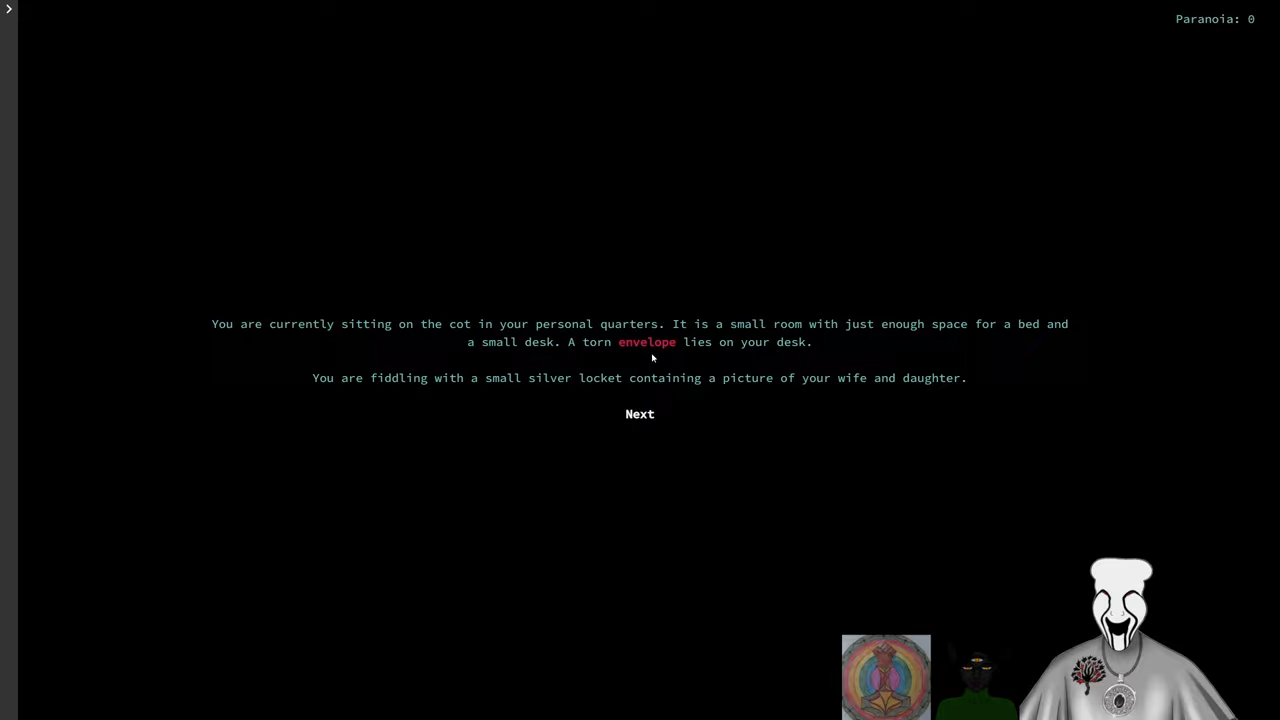 Paranoia: 0
You are currently sitting on the cot in your personal quarters. It is a small room with just enough space for a bed and
a small desk. A torn envelope lies on your desk.
You are fiddling with a small silver locket containing a picture of your wife and daughter.
Next